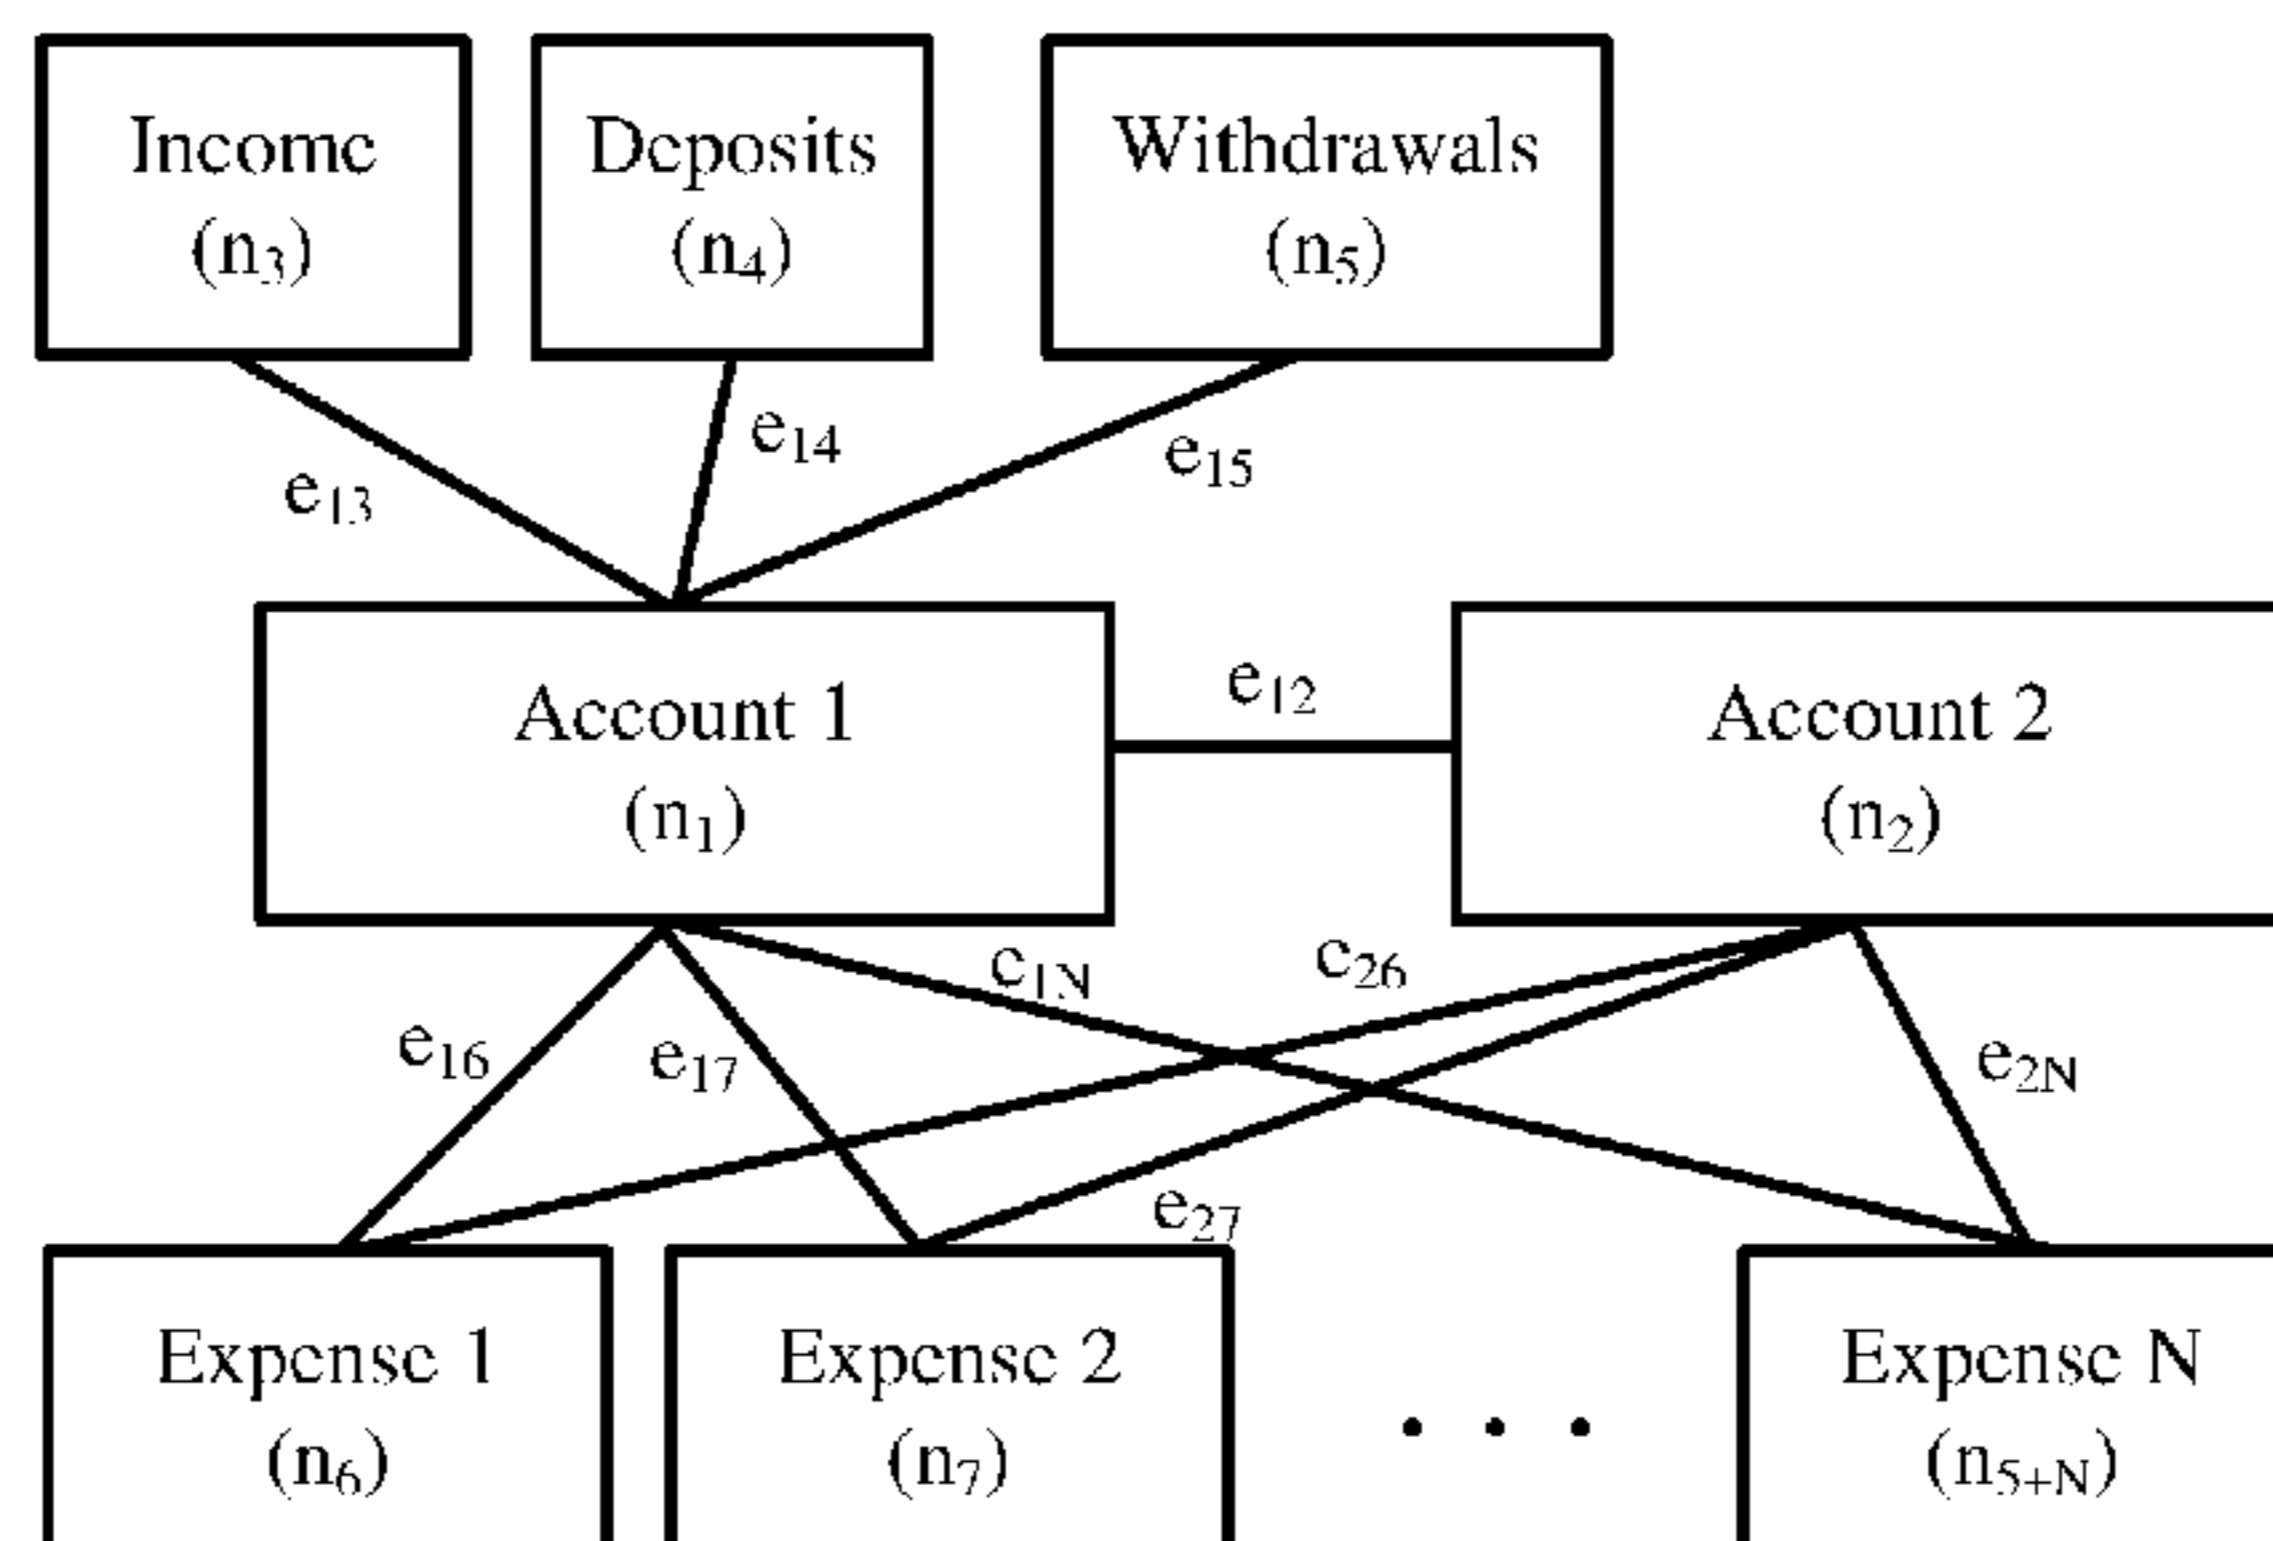 Income
(n3)
Deposits
(n4)
Withdrawals
(n5)
e13
e14
e15
Account 1
(n1)
e12
Account 2
(n2)
e16
e17
e1N
e26
e27
e2N
Expense 1
(n6)
Expense 2
(n7)
. . .
Expense N
(n5+N)